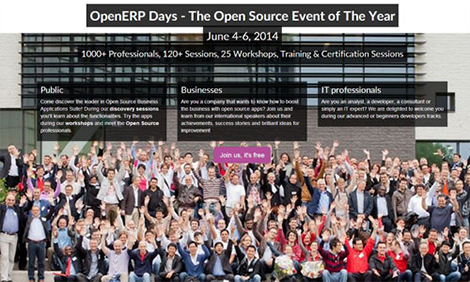 OpenERP Days - The Open Source Event of The Year
June 4-6, 2014
1000+ Professionals, 120+ Sessions, 25 Workshops, Training & Certification Sessions
Public
Come discover the leader in Open Source Business
Applications Suite! During our discovery sessions
you'll learn about the functionalities. Try the apps
during our workshops and meet the Open Source
professionals.
Businesses
Are you a company that wants to know how to boost
the business with open source apps? Join us and
learn from our international speakers about their
achievements, success stories and brilliant ideas for
improvement.
IT professionals
Are you an analyst, a developer, a consultant or
simply an IT expert? We are delighted to welcome you
during our advanced or beginners developers tracks.
Join us, it's free